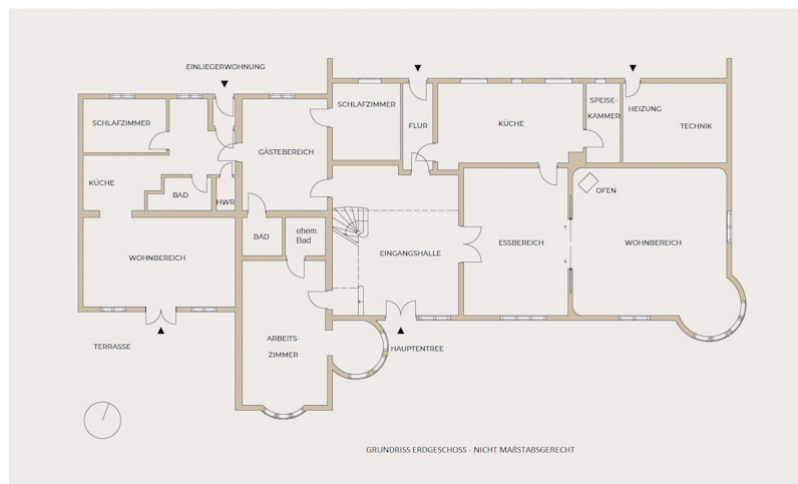 EINLIEGERWOHNUNG
SCHLAFZIMMER
SCHLAFZIMMER
FLUR
KÜCHE
SPEISE-
KAMMER
HEIZUNG
TECHNIK
GÄSTEBEREICH
KÜCHE
BAD
HWR
OFEN
BAD
ehem.
Bad
WOHNBEREICH
EINGANGSHALLE
ESSBEREICH
WOHNBEREICH
TERRASSE
ARBEITS-
ZIMMER
HAUPTENTREE
GRUNDRISS ERDGESCHOSS - NICHT MAßSTABSGERECHT